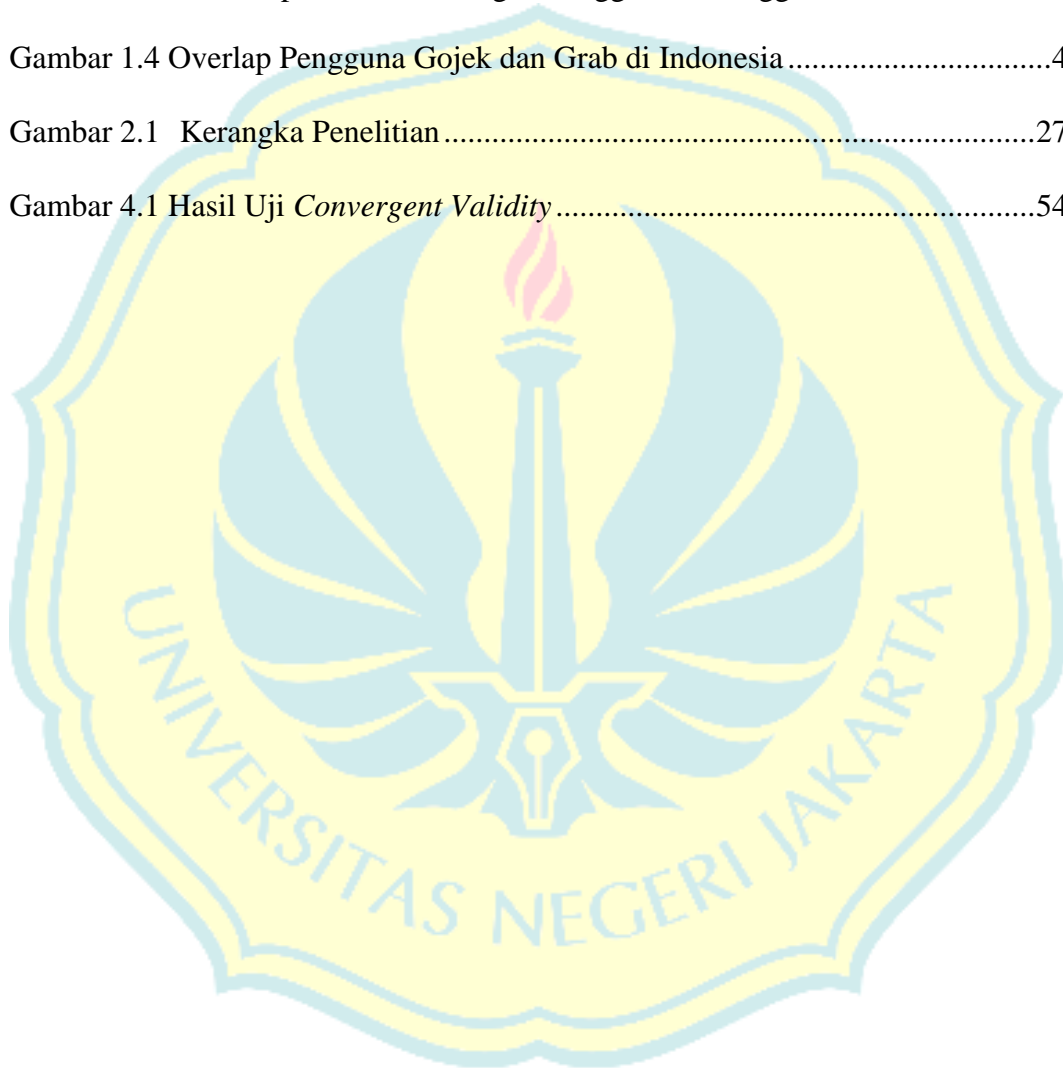 Gambar 1.4 Overlap Pengguna Gojek dan Grab di Indonesia ................................4
Gambar 2.1 Kerangka Penelitian ..........................................................................27
Gambar 4.1 Hasil Uji Convergent Validity ............................................................54
UNIVERSITAS NEGERI JAKARTA